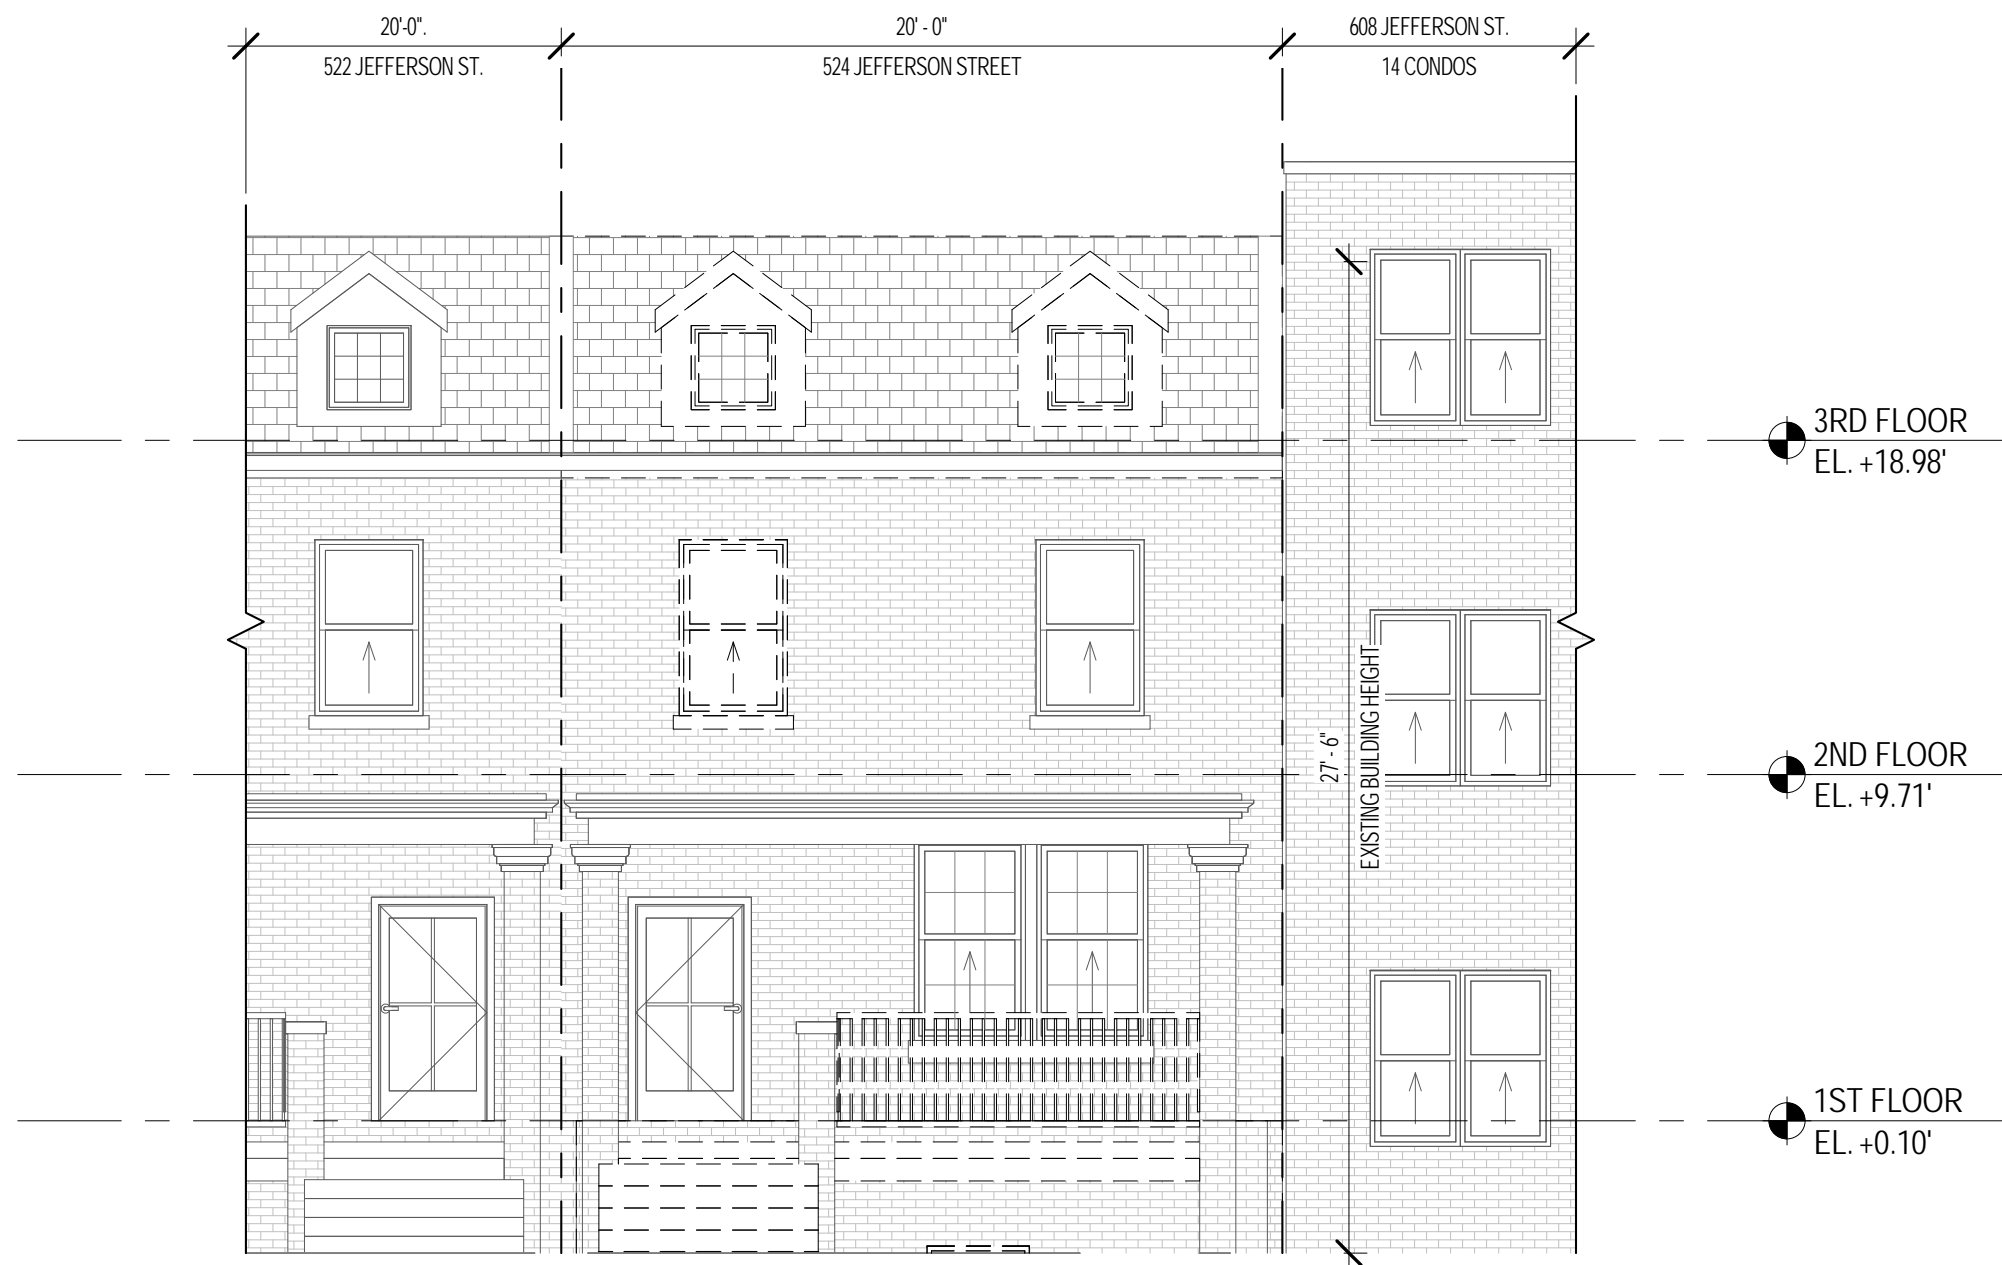 20'-0".
20' - 0"
608 JEFFERSON ST.
522 JEFFERSON ST.
524 JEFFERSON STREET
14 CONDOS
3RD FLOOR
EL. +18.98'
27' - 6"
EXISTING BUILDING HEIGHT
2ND FLOOR
EL. +9.71'
1ST FLOOR
EL. +0.10'